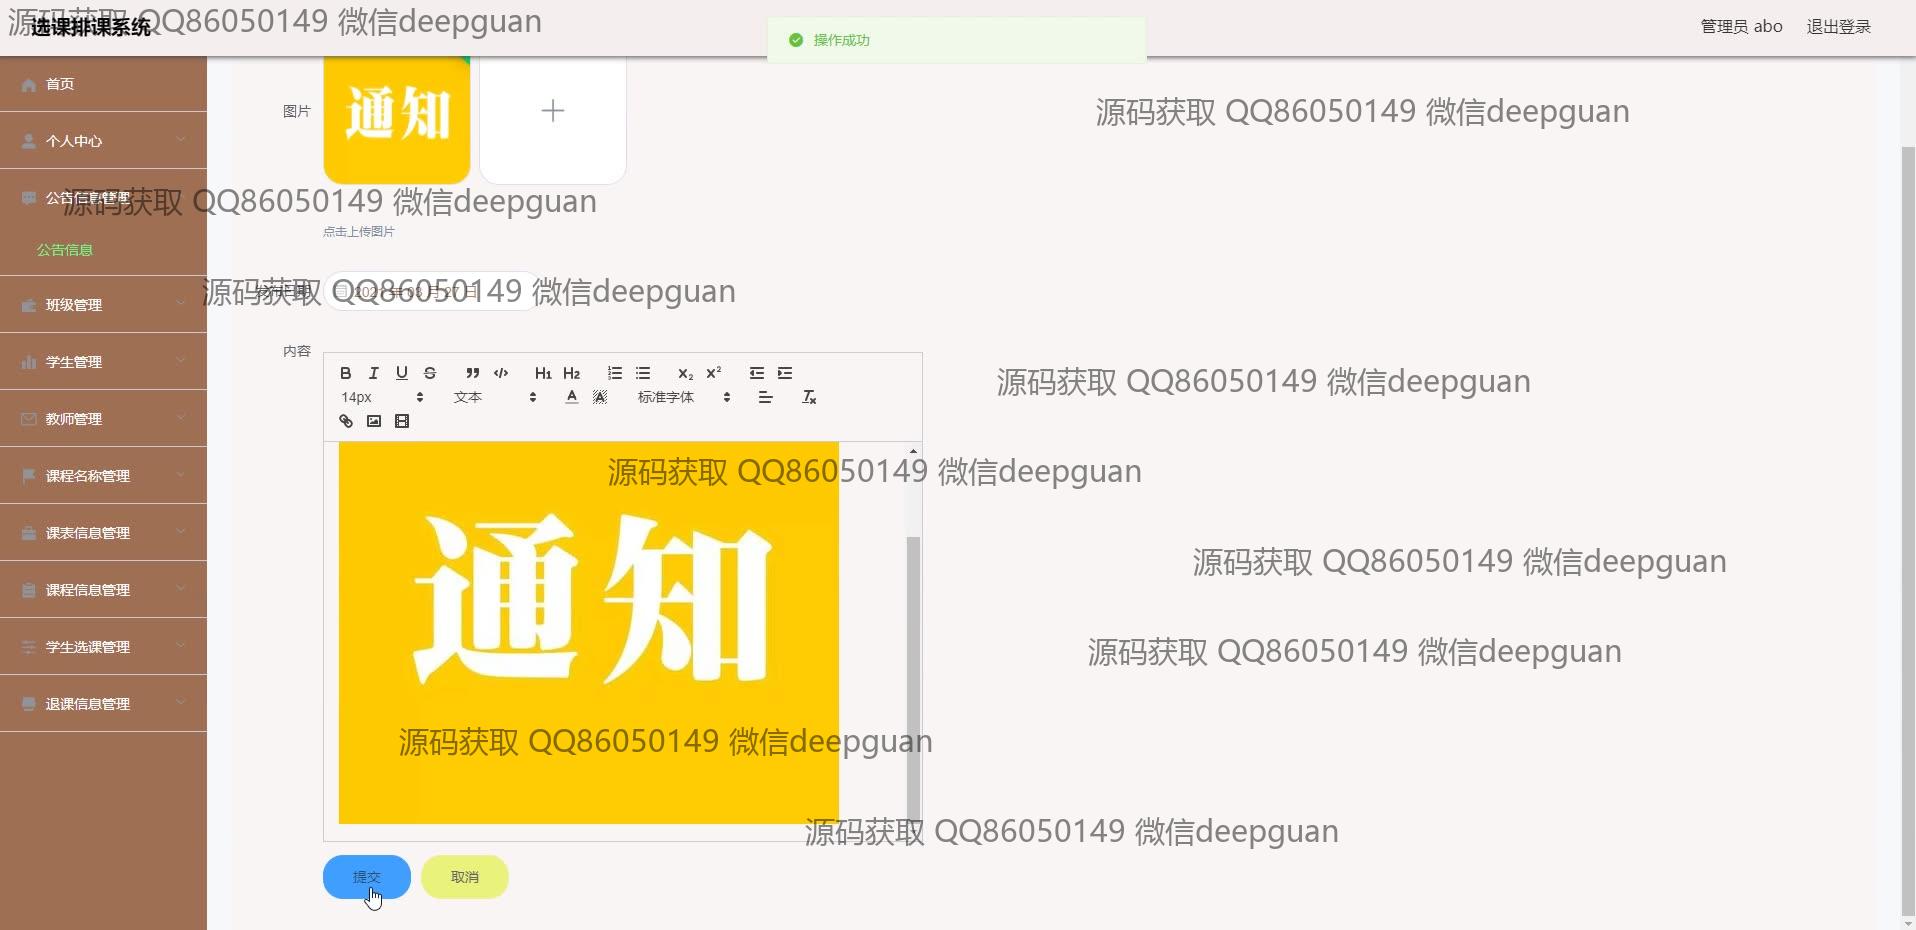 源码获取 QQ86050149 微信deepguan
选课排课系统
操作成功
管理员 abo
退出登录
首页
个人中心
公告信息管理
公告信息
班级管理
学生管理
教师管理
课程名称管理
课表信息管理
课程信息管理
学生选课管理
退课信息管理
图片
通知
源码获取 QQ86050149 微信deepguan
源码获取 QQ86050149 微信deepguan
点击上传图片
发布日期
2021 年 03 月 27 日
源码获取 QQ86050149 微信deepguan
内容
B I U S H1 H2 X2 X2
14px 文本 A A 标准字体 Tx
源码获取 QQ86050149 微信deepguan
源码获取 QQ86050149 微信deepguan
通知
源码获取 QQ86050149 微信deepguan
源码获取 QQ86050149 微信deepguan
源码获取 QQ86050149 微信deepguan
源码获取 QQ86050149 微信deepguan
提交
取消